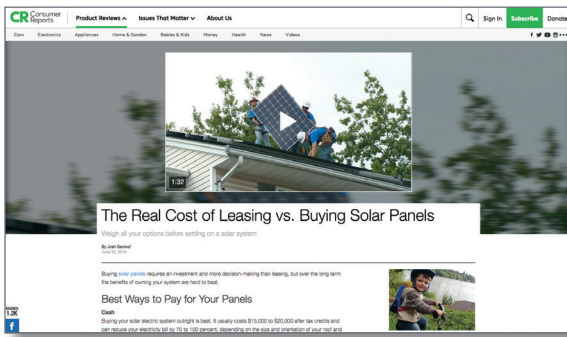 CR Consumer Reports
Product Reviews Issues That Matter About Us
Sign In Subscribe Donate
Cars Electronics Appliances Home & Garden Babies & Kids Money Health News Videos
1:32
The Real Cost of Leasing vs. Buying Solar Panels
Weigh all your options before settling on a solar system
By Josh Garskof
Buying solar panels requires an investment and more decision-making than leasing, but over the long term
the benefits of owning your system are hard to beat.
Best Ways to Pay for Your Panels
Cash
Buying your solar electric system outright is best. It usually costs $15,000 to $20,000 after tax credits and
can reduce your electricity bill by 70 to 100 percent, depending on the size and orientation of your roof and
SHARES
1.2K